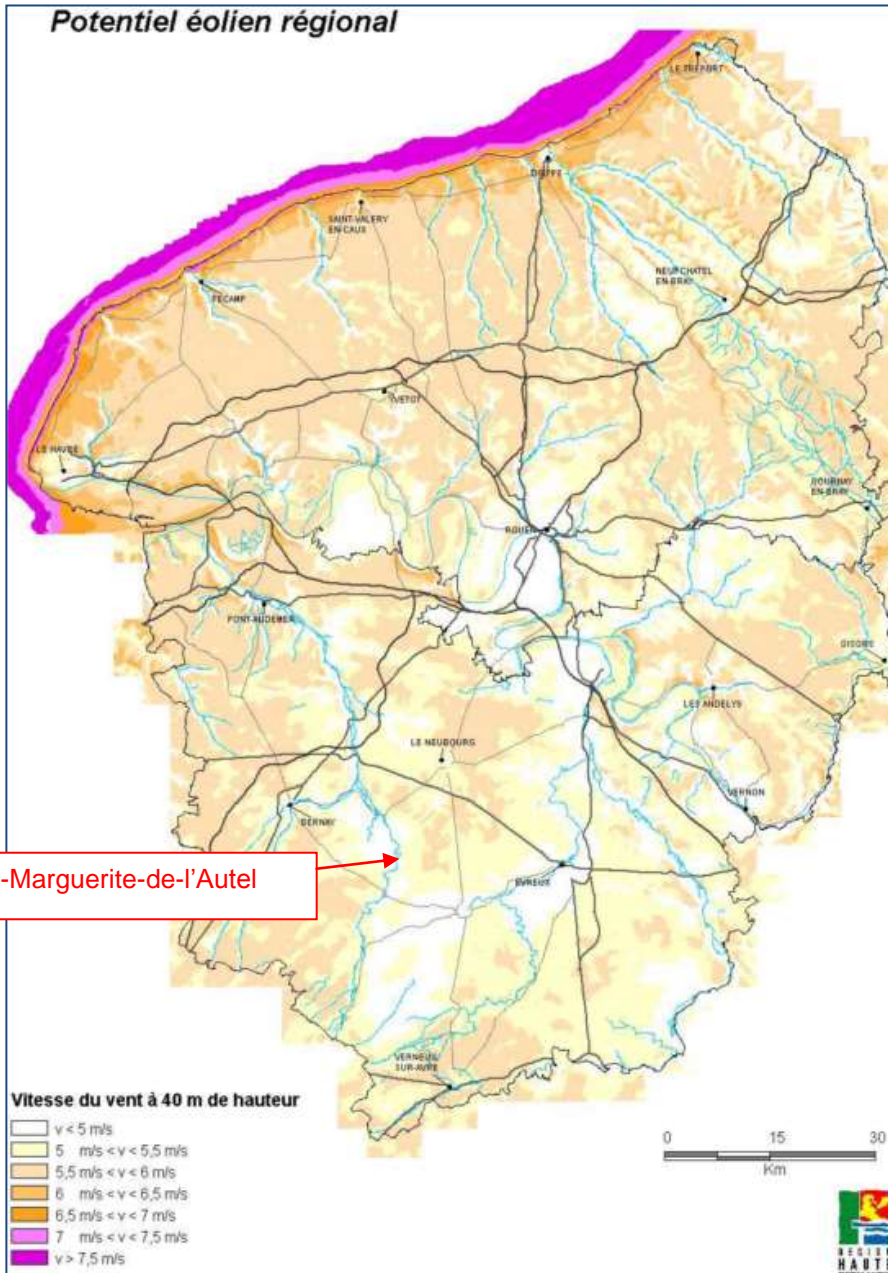 Potentiel éolien régional
LE TREPORT
DIEPPE
SAINT-VALERY
EN-CAUX
NEUFCHATEL
EN-BRAY
FECAMP
YVETOT
LE HAVRE
GOURNAY
EN-BRAY
ROUEN
PONT-AUDEMER
GISORS
LES ANDELYS
LE NEUBOURG
VERNON
BERNAY
-Marguerite-de-l'Autel
EVREUX
VERNEUIL
SUR-AVRE
Vitesse du vent à 40 m de hauteur
v < 5 m/s
5 m/s < v < 5,5 m/s
5,5 m/s < v < 6 m/s
6 m/s < v < 6,5 m/s
6,5 m/s < v < 7 m/s
7 m/s < v < 7,5 m/s
v > 7,5 m/s
0 15 30
Km
REGION
HAUTE